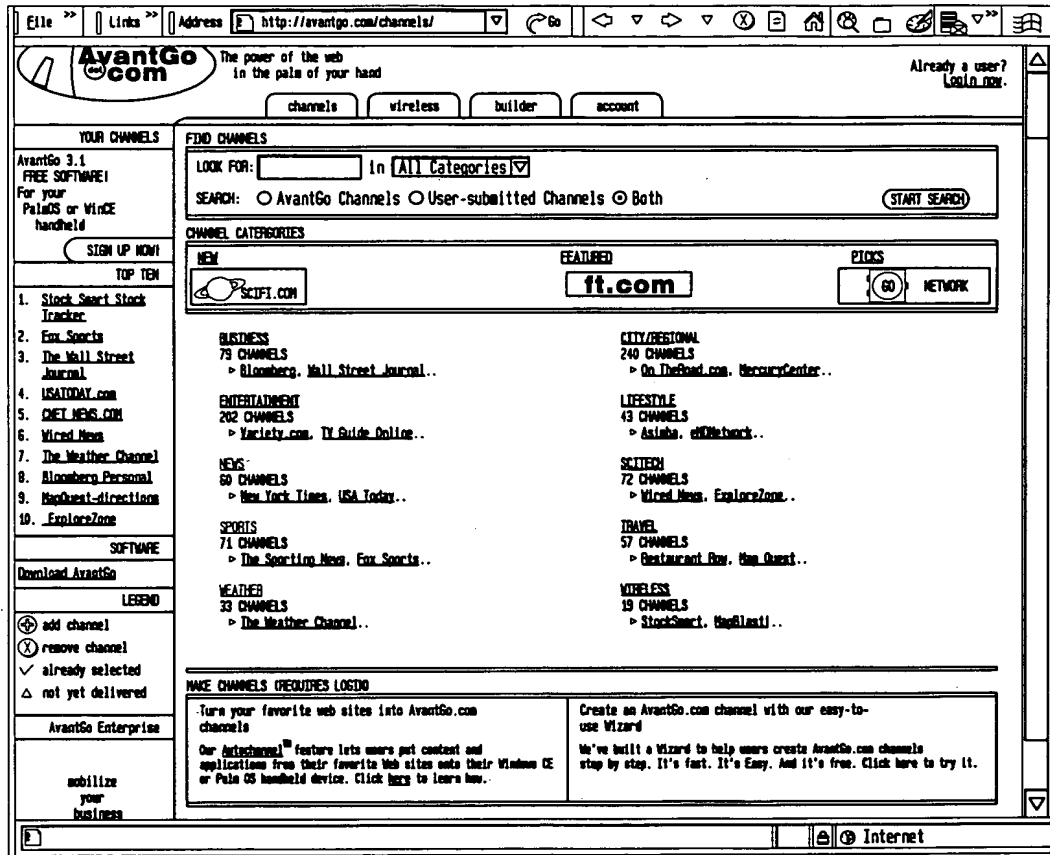 File >> Links >> Address http://avantgo.com/channels/ Go
AvantGo
.com
The power of the web
in the palm of your hand
Already a user?
Login now.
channels wireless builder account
YOUR CHANNELS
AvantGo 3.1
FREE SOFTWARE!
For your
PalmOS or WinCE
handheld
SIGN UP NOW!
TOP TEN
1. Stock Smart Stock
Tracker
2. Fox Sports
3. The Wall Street
Journal
4. USATODAY.com
5. CNET NEWS.COM
6. Wired News
7. The Weather Channel
8. Bloomberg Personal
9. MapQuest-directions
10. ExploreZone
SOFTWARE
Download AvantGo
LEGEND
add channel
(X) remove channel
✓ already selected
△ not yet delivered
AvantGo Enterprise
mobilize
your
business
FIND CHANNELS
LOOK FOR: in All Categories
SEARCH: AvantGo Channels User-submitted Channels Both START SEARCH
CHANNEL CATERGORIES
NEW FEATURED PICKS
SCIFI.COM ft.com GO NETWORK
BUSINESS
79 CHANNELS
▹ Bloomberg, Wall Street Journal..
CITY/REGIONAL
240 CHANNELS
▹ On TheRoad.com, MercuryCenter..
ENTERTAINMENT
202 CHANNELS
▹ Variety.com, TV Guide Online..
LIFESTYLE
43 CHANNELS
▹ Asimba, eMDNetwork..
NEWS
60 CHANNELS
▹ New York Times, USA Today..
SCITECH
72 CHANNELS
▹ Wired News, ExploreZone..
SPORTS
71 CHANNELS
▹ The Sporting News, Fox Sports..
TRAVEL
57 CHANNELS
▹ Restaurant Row, Map Quest..
WEATHER
33 CHANNELS
▹ The Weather Channel..
WIRELESS
19 CHANNELS
▹ StockSmart, MapBlast!..
MAKE CHANNELS (REQUIRES LOGIN)
Turn your favorite web sites into AvantGo.com
channels
Our Autochannel™ feature lets users put content and
applications from their favorite Web sites onto their Windows CE
or Palm OS handheld device. Click here to learn how.
Create an AvantGo.com channel with our easy-to-
use Wizard
We've built a Wizard to help users create AvantGo.com channels
step by step. It's fast. It's Easy. And it's free. Click here to try it.
Internet